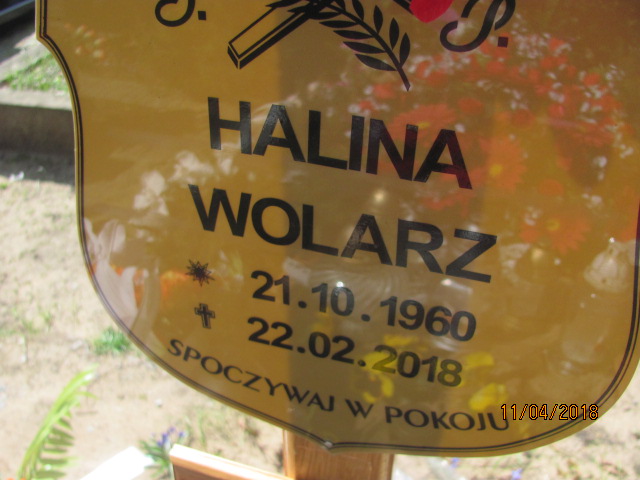 Ś. P.
HALINA
WOLARZ
21.10.1960
22.02.2018
SPOCZYWAJ W POKOJU
11/04/2018